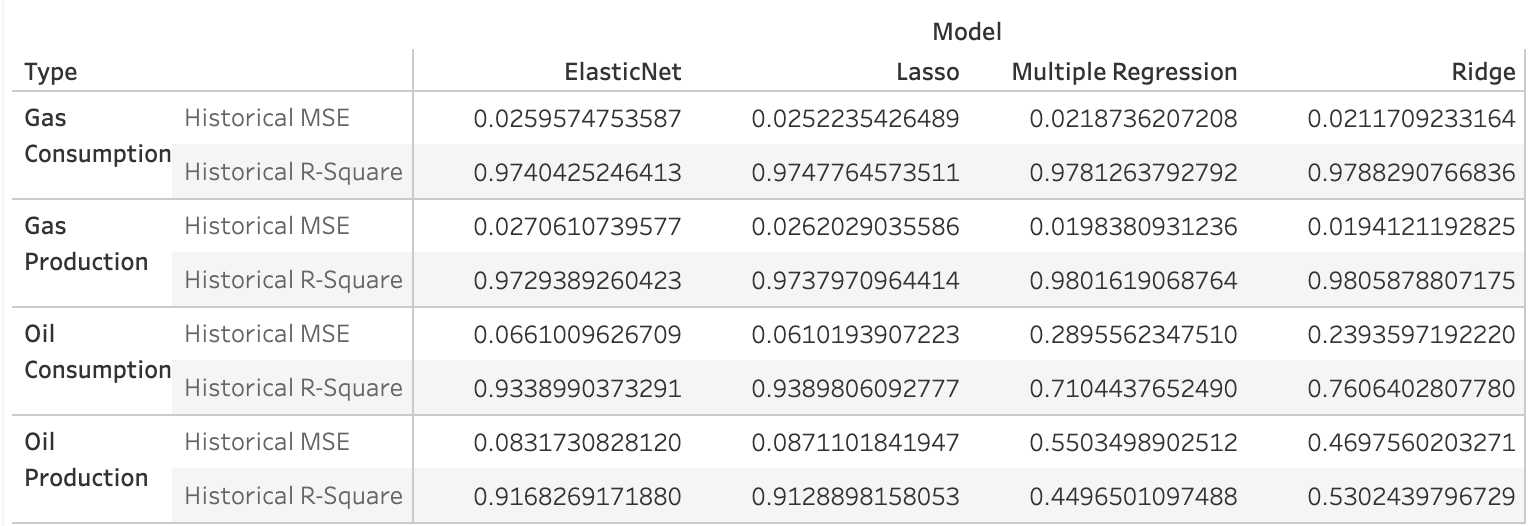 Model
Type ElasticNet Lasso Multiple Regression Ridge
Gas Historical MSE 0.0259574753587 0.0252235426489 0.0218736207208 0.0211709233164
Consumption Historical R-Square 0.9740425246413 0.9747764573511 0.9781263792792 0.9788290766836
Gas Historical MSE 0.0270610739577 0.0262029035586 0.0198380931236 0.0194121192825
Production Historical R-Square 0.9729389260423 0.9737970964414 0.9801619068764 0.9805878807175
Oil Historical MSE 0.0661009626709 0.0610193907223 0.2895562347510 0.2393597192220
Consumption Historical R-Square 0.9338990373291 0.9389806092777 0.7104437652490 0.7606402807780
Oil Historical MSE 0.0831730828120 0.0871101841947 0.5503498902512 0.4697560203271
Production Historical R-Square 0.9168269171880 0.9128898158053 0.4496501097488 0.5302439796729